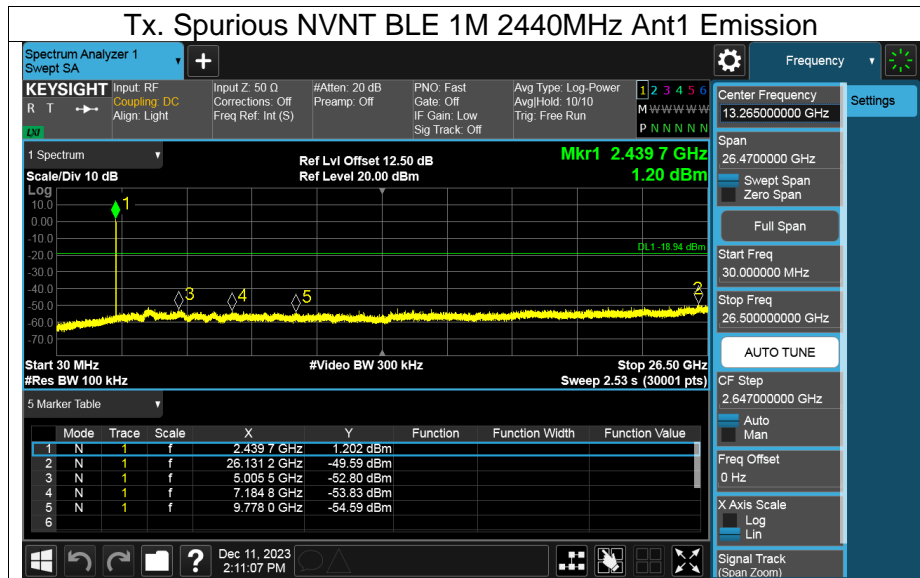 Tx. Spurious NVNT BLE 1M 2440MHz Ant1 Emission
Spectrum Analyzer 1
Swept SA
+
Frequency
KEYSIGHT
R T
LXI
Input: RF
Coupling: DC
Align: Light
Input Z: 50 Ω
Corrections: Off
Freq Ref: Int (S)
#Atten: 20 dB
Preamp: Off
PNO: Fast
Gate: Off
IF Gain: Low
Sig Track: Off
Avg Type: Log-Power
Avg|Hold: 10/10
Trig: Free Run
1 2 3 4 5 6
M W W W W W
P N N N N N
Center Frequency
13.265000000 GHz
Settings
Span
26.4700000 GHz
Swept Span
Zero Span
Full Span
Start Freq
30.000000 MHz
Stop Freq
26.500000000 GHz
AUTO TUNE
CF Step
2.647000000 GHz
Auto
Man
Freq Offset
0 Hz
X Axis Scale
Log
Lin
Signal Track
(Span Zoom)
1 Spectrum
Scale/Div 10 dB
Ref Lvl Offset 12.50 dB
Ref Level 20.00 dBm
Mkr1 2.439 7 GHz
1.20 dBm
Log
10.0
0.00
-10.0
-20.0
-30.0
-40.0
-50.0
-60.0
-70.0
1
DL1 -18.94 dBm
2
3
4
5
Start 30 MHz
#Res BW 100 kHz
#Video BW 300 kHz
Stop 26.50 GHz
Sweep 2.53 s (30001 pts)
5 Marker Table
Mode Trace Scale X Y Function Function Width Function Value
1 N 1 f 2.439 7 GHz 1.202 dBm
2 N 1 f 26.131 2 GHz -49.59 dBm
3 N 1 f 5.005 5 GHz -52.80 dBm
4 N 1 f 7.184 8 GHz -53.83 dBm
5 N 1 f 9.778 0 GHz -54.59 dBm
6
?
Dec 11, 2023
2:11:07 PM